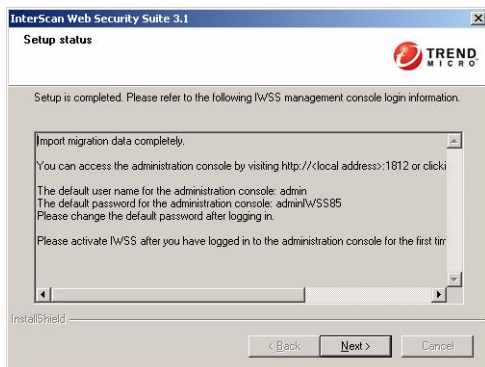 InterScan Web Security Suite 3.1
Setup status
TREND
MICRO
Setup is completed. Please refer to the following IWSS management console login information.
Import migration data completely.
You can access the administration console by visiting http://<local address>:1812 or clicki
The default user name for the administration console: admin
The default password for the administration console: adminIWSS85
Please change the default password after logging in.
Please activate IWSS after you have logged in to the administration console for the first tim
InstallShield
< Back
Next >
Cancel